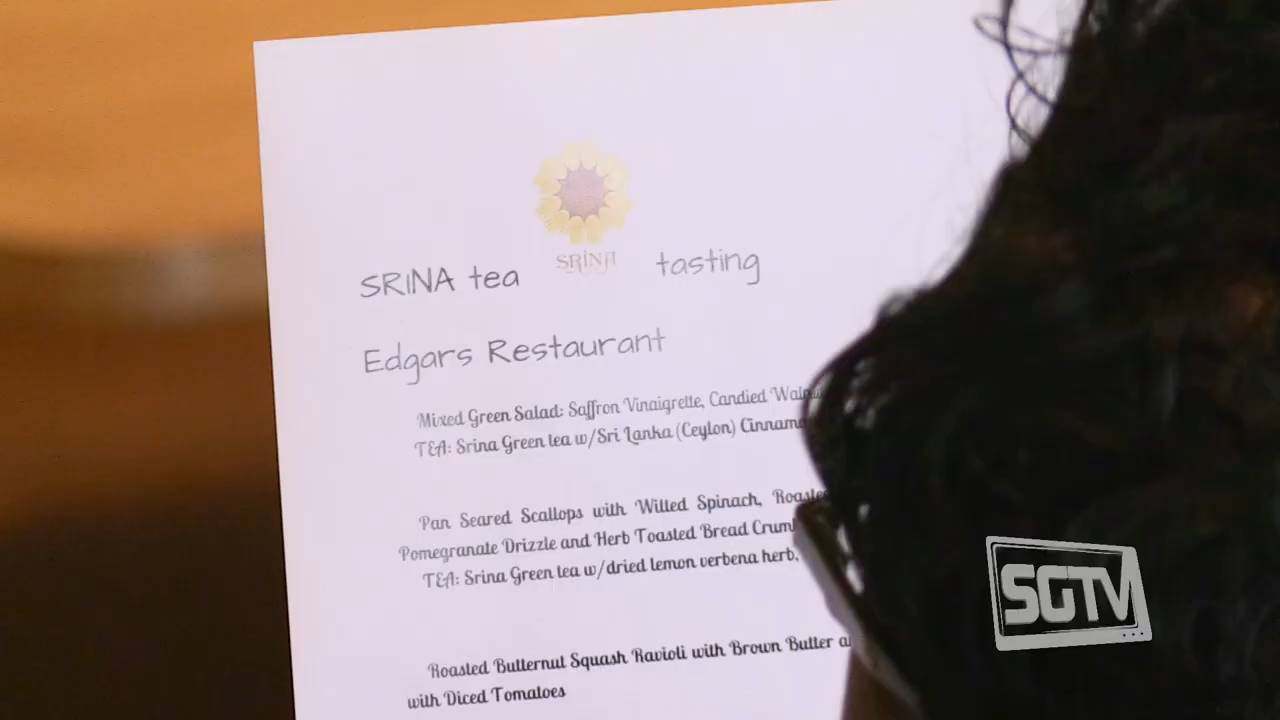 SRINA
SRINA tea tasting
Edgars Restaurant
Mixed Green Salad: Saffron Vinaigrette, Candied
TEA: Srina Green tea w/Sri Lanka (Ceylon)
Pan Seared Scallops with Wilted Spinach,
Pomegranate Drizzle and Herb Toasted Bread
TEA: Srina Green tea w/dried lemon verbena herb,
Roasted Butternut Squash Ravioli with Brown Butter
with Diced Tomatoes
SGTV